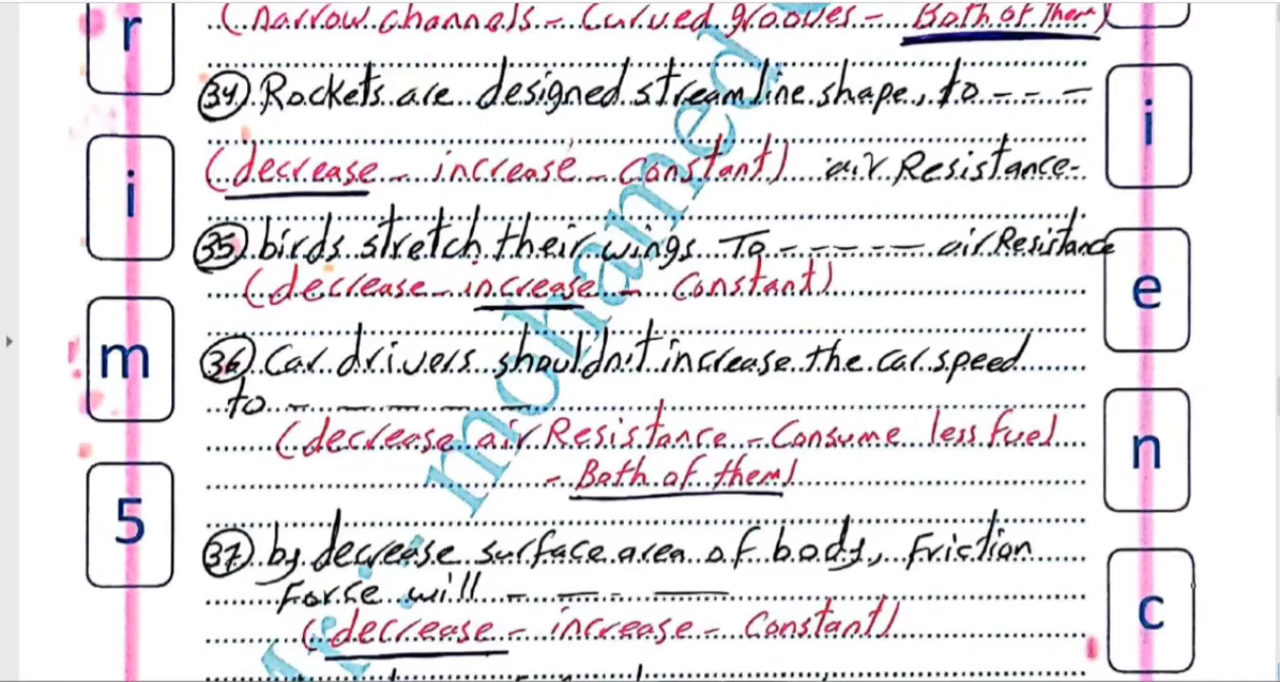 (narrow channels - Curved grooves - Both of Them)
34) Rockets are designed streamline shape, to - - - -
(decrease - increase - Constant) air Resistance-
35) birds stretch their wings To - - - - - air Resistance
(decrease - increase - Constant)
36) Car drivers shouldn't increase the car speed
to - - - - -
(decrease air Resistance - Consume less fuel
- Both of them)
37) by decrease surface area of body, Friction
Force will - - - -
(decrease - increase - Constant)
r
i
m
5
i
e
n
c
mohamed